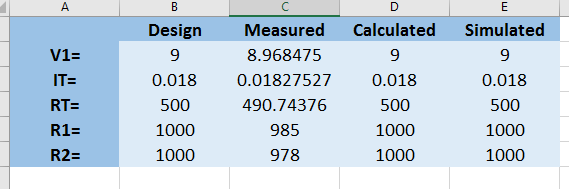 A B C D E
Design Measured Calculated Simulated
V1= 9 8.968475 9 9
IT= 0.018 0.01827527 0.018 0.018
RT= 500 490.74376 500 500
R1= 1000 985 1000 1000
R2= 1000 978 1000 1000